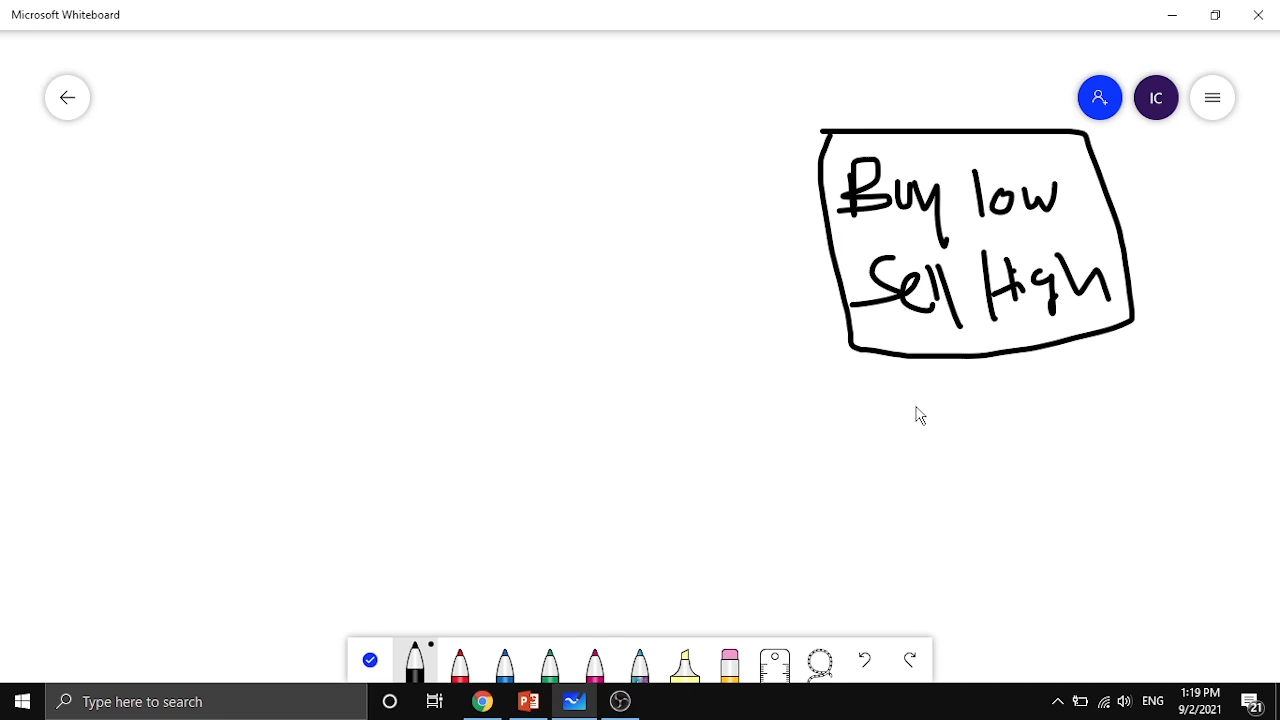 Microsoft Whiteboard
IC
Buy low
Sell High
Type here to search
ENG
1:19 PM
9/2/2021
21